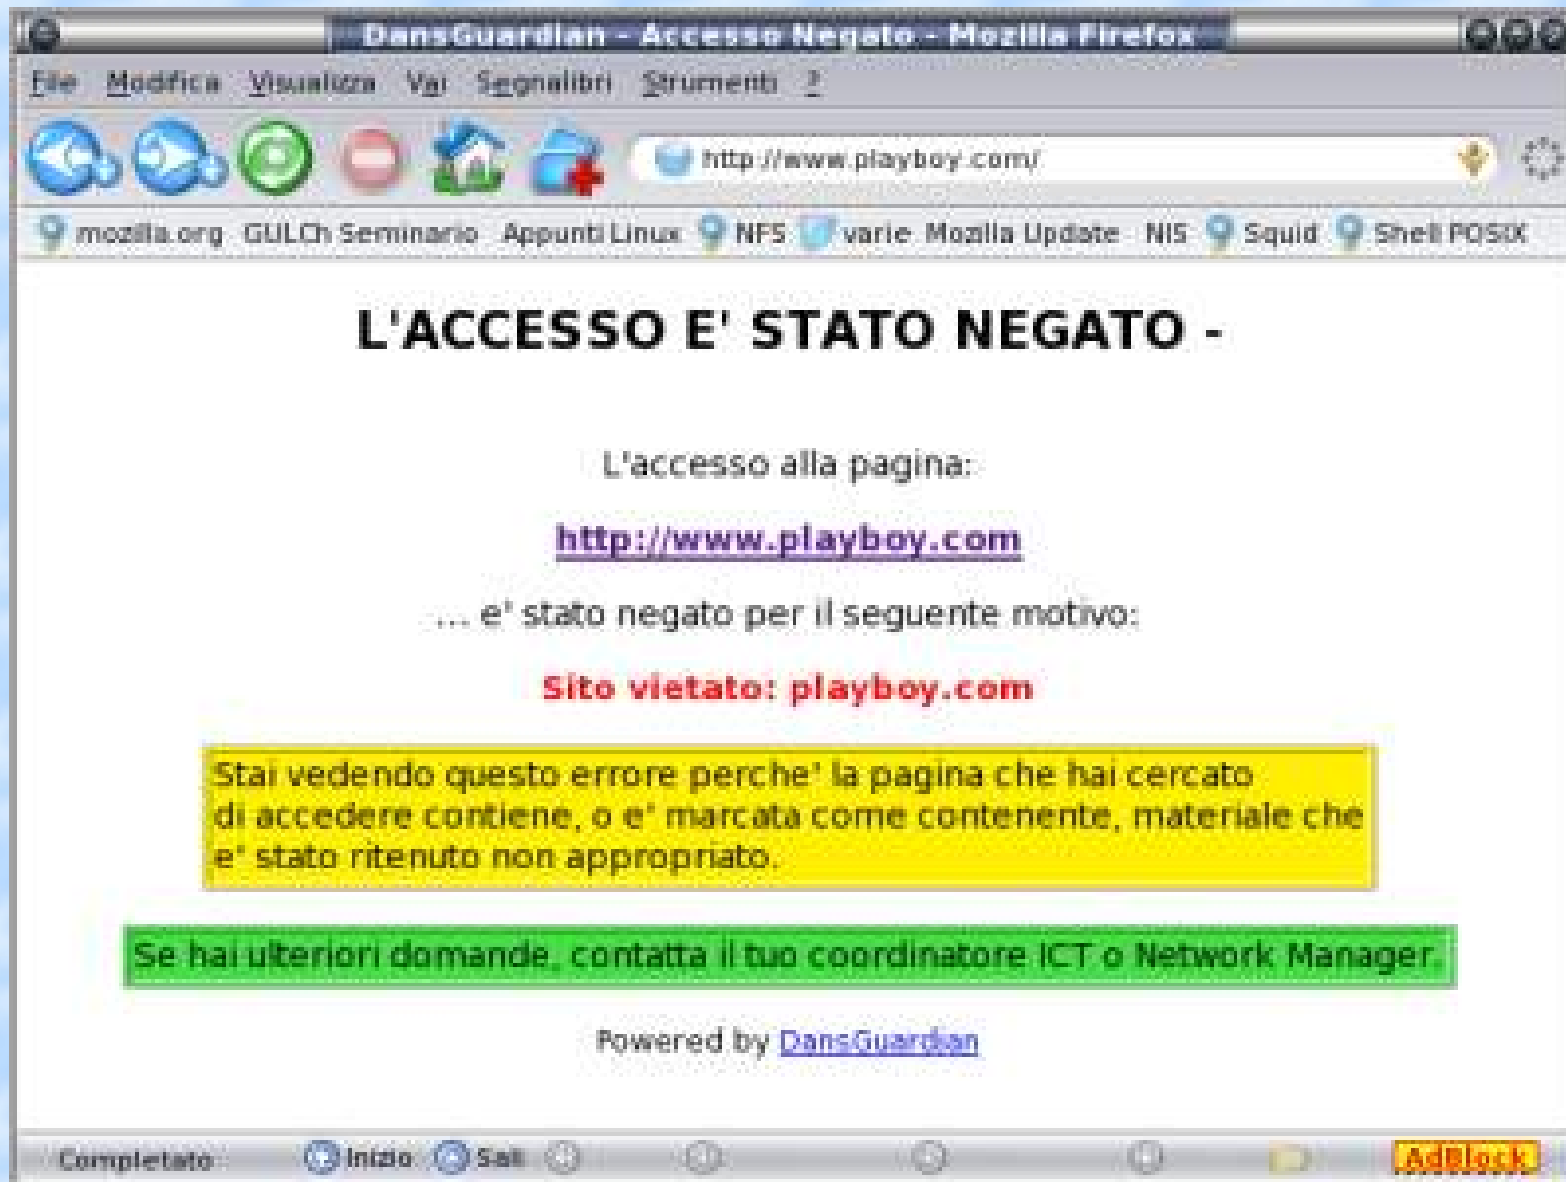 DansGuardian - Accesso Negato - Mozilla Firefox
File Modifica Visualizza Vai Segnalibri Strumenti ?
http://www.playboy.com/
mozilla.org GULCh Seminario Appunti Linux NFS varie Mozilla Update NIS Squid Shell POSIX
L'ACCESSO E' STATO NEGATO -
L'accesso alla pagina:
http://www.playboy.com
... e' stato negato per il seguente motivo:
Sito vietato: playboy.com
Stai vedendo questo errore perche' la pagina che hai cercato
di accedere contiene, o e' marcata come contenente, materiale che
e' stato ritenuto non appropriato.
Se hai ulteriori domande, contatta il tuo coordinatore ICT o Network Manager.
Powered by DansGuardian
Completato Inizio Sali AdBlock